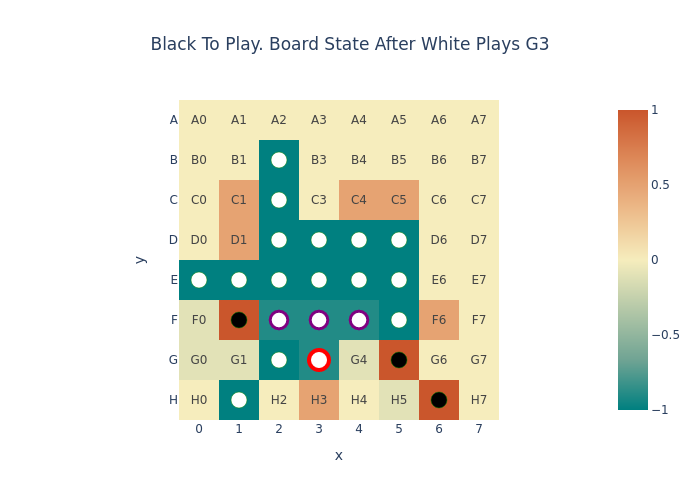 Black To Play. Board State After White Plays G3
A A0 A1 A2 A3 A4 A5 A6 A7
B B0 B1 B3 B4 B5 B6 B7
C C0 C1 C3 C4 C5 C6 C7
D D0 D1 D6 D7
E E6 E7
F F0 F6 F7
G G0 G1 G4 G6 G7
H H0 H2 H3 H4 H5 H7
0 1 2 3 4 5 6 7
x
y
1
0.5
0
−0.5
−1